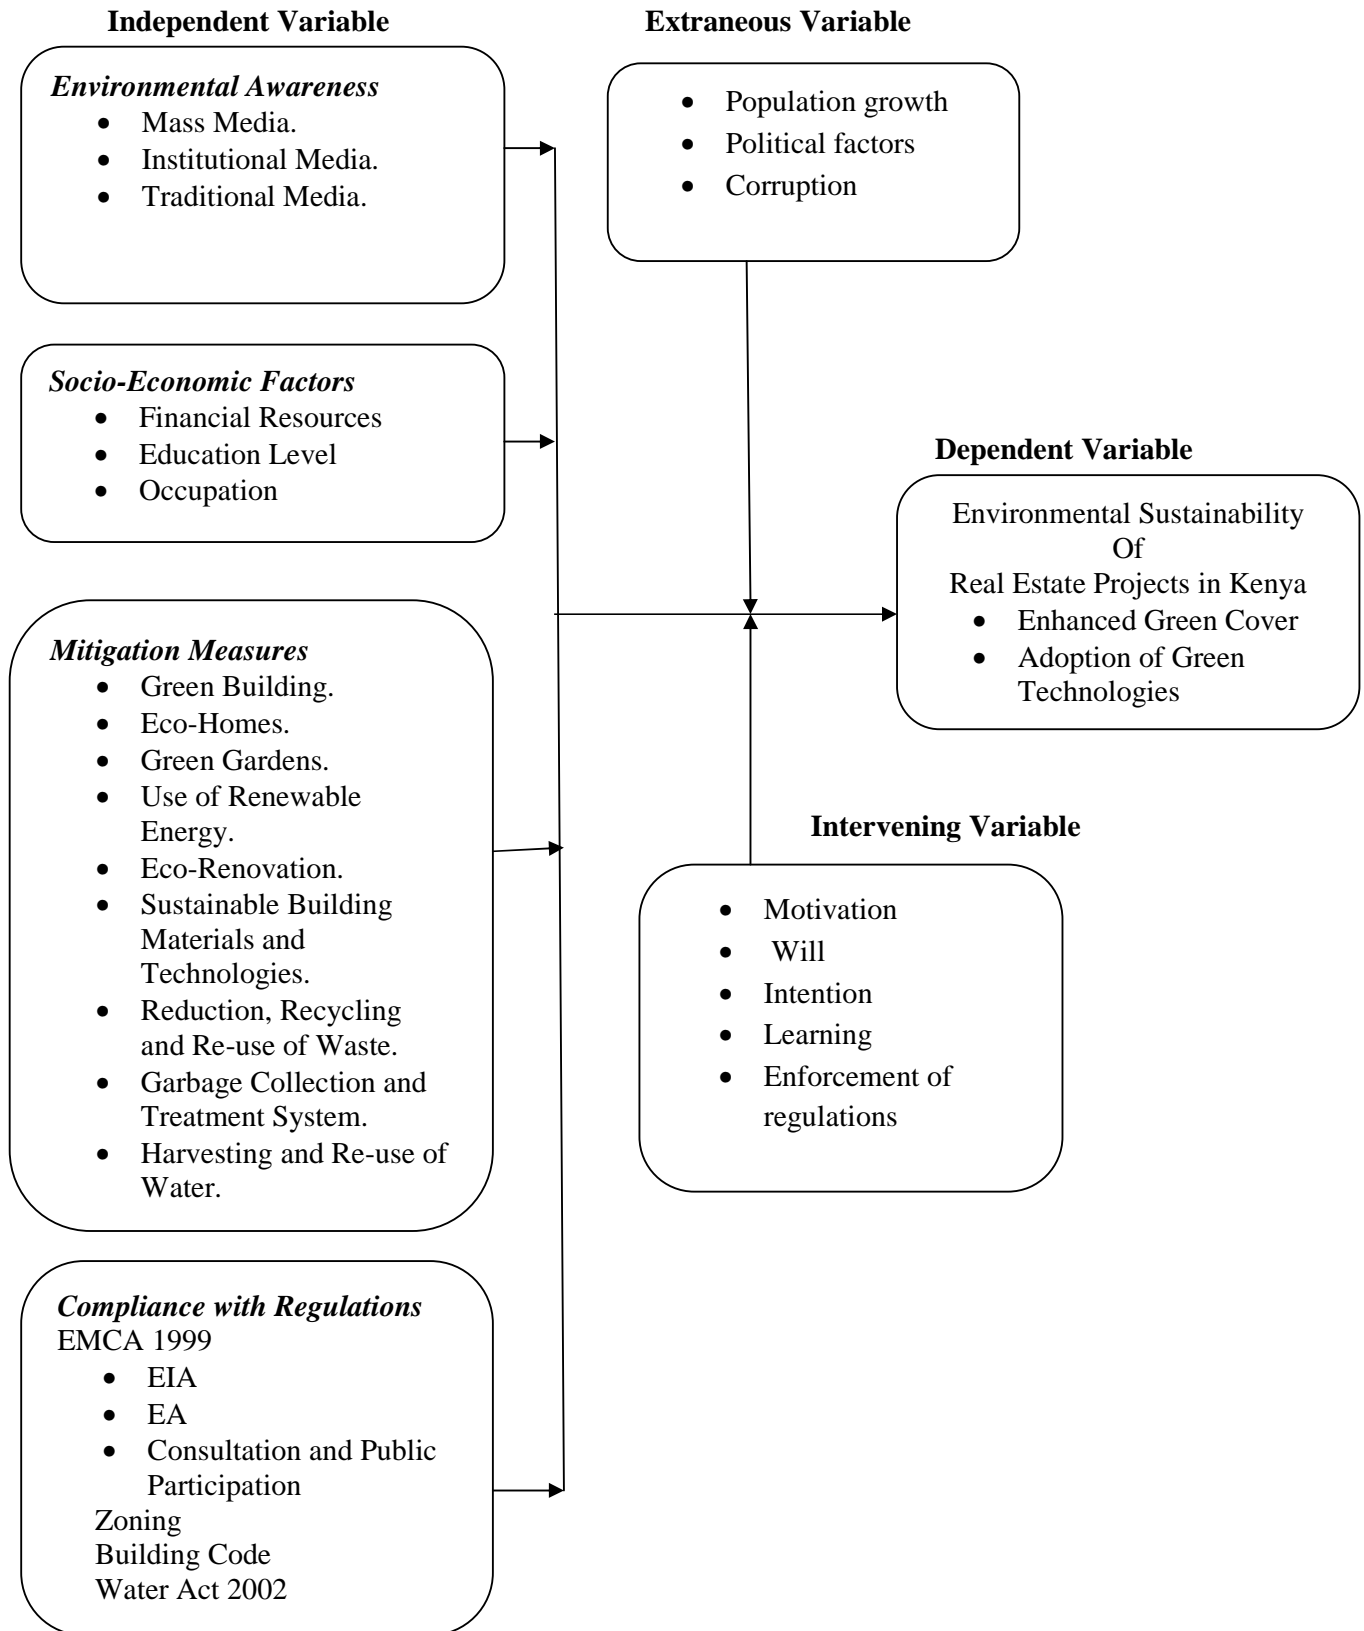 Independent Variable
Environmental Awareness
• Mass Media.
• Institutional Media.
• Traditional Media.
Socio-Economic Factors
• Financial Resources
• Education Level
• Occupation
Mitigation Measures
• Green Building.
• Eco-Homes.
• Green Gardens.
• Use of Renewable
Energy.
• Eco-Renovation.
• Sustainable Building
Materials and
Technologies.
• Reduction, Recycling
and Re-use of Waste.
• Garbage Collection and
Treatment System.
• Harvesting and Re-use of
Water.
Compliance with Regulations
EMCA 1999
• EIA
• EA
• Consultation and Public
Participation
Zoning
Building Code
Water Act 2002
Extraneous Variable
• Population growth
• Political factors
• Corruption
Dependent Variable
Environmental Sustainability
Of
Real Estate Projects in Kenya
• Enhanced Green Cover
• Adoption of Green
Technologies
Intervening Variable
• Motivation
• Will
• Intention
• Learning
• Enforcement of
regulations